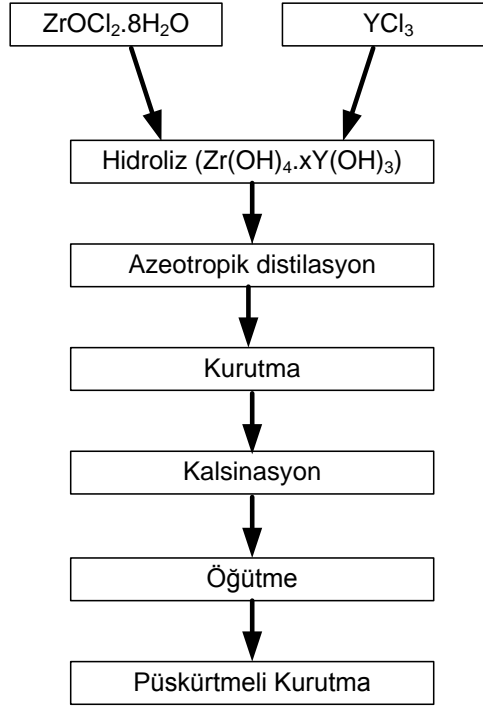 ZrOCl₂.8H₂O
YCl₃
Hidroliz (Zr(OH)₄.xY(OH)₃)
Azeotropik distilasyon
Kurutma
Kalsinasyon
Öğütme
Püskürtmeli Kurutma